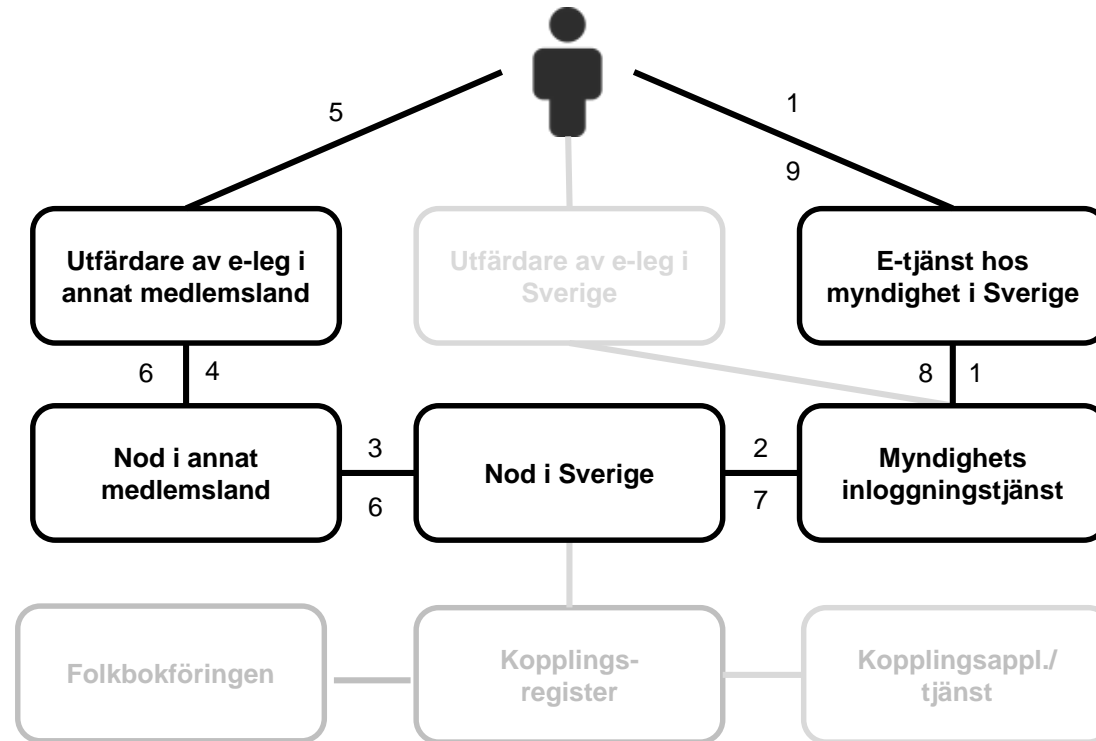 5
1
9
Utfärdare av e-leg i
annat medlemsland
Utfärdare av e-leg i
Sverige
E-tjänst hos
myndighet i Sverige
6
4
8
1
Nod i annat
medlemsland
3
6
Nod i Sverige
2
7
Myndighets
inloggningstjänst
Folkbokföringen
Kopplings-
register
Kopplingsappl./
tjänst